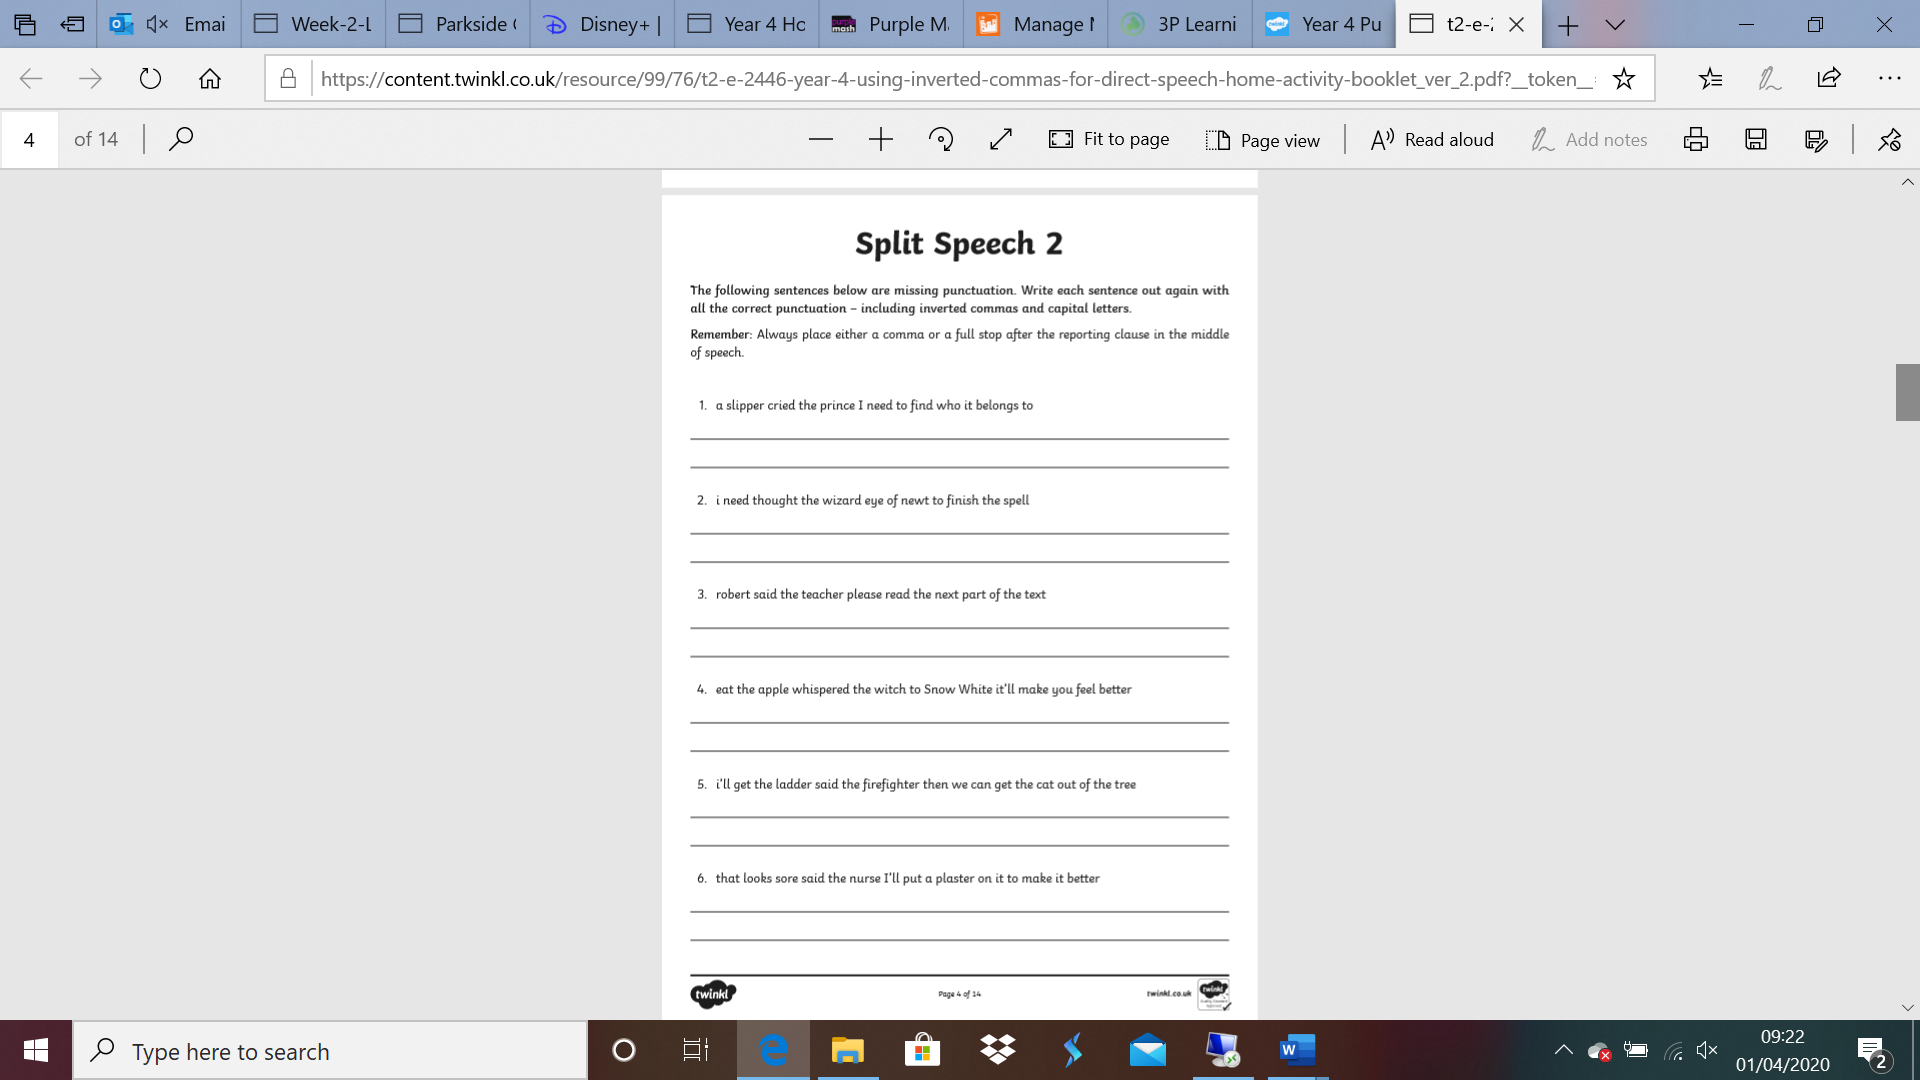 Emai
Week-2-L
Parkside
Disney+ |
Year 4 Ho
Purple Ma
Manage
3P Learni
Year 4 Pu
t2-e-2
https://content.twinkl.co.uk/resource/99/76/t2-e-2446-year-4-using-inverted-commas-for-direct-speech-home-activity-booklet_ver_2.pdf?__token__=
4 of 14
Fit to page
Page view
Read aloud
Add notes
Split Speech 2
The following sentences below are missing punctuation. Write each sentence out again with
all the correct punctuation – including inverted commas and capital letters.
Remember: Always place either a comma or a full stop after the reporting clause in the middle
of speech.
1. a slipper cried the prince I need to find who it belongs to
2. i need thought the wizard eye of newt to finish the spell
3. robert said the teacher please read the next part of the text
4. eat the apple whispered the witch to Snow White it'll make you feel better
5. i'll get the ladder said the firefighter then we can get the cat out of the tree
6. that looks sore said the nurse I'll put a plaster on it to make it better
twinkl
Page 4 of 14
twinkl.co.uk
twinkl
Type here to search
09:22
01/04/2020
2